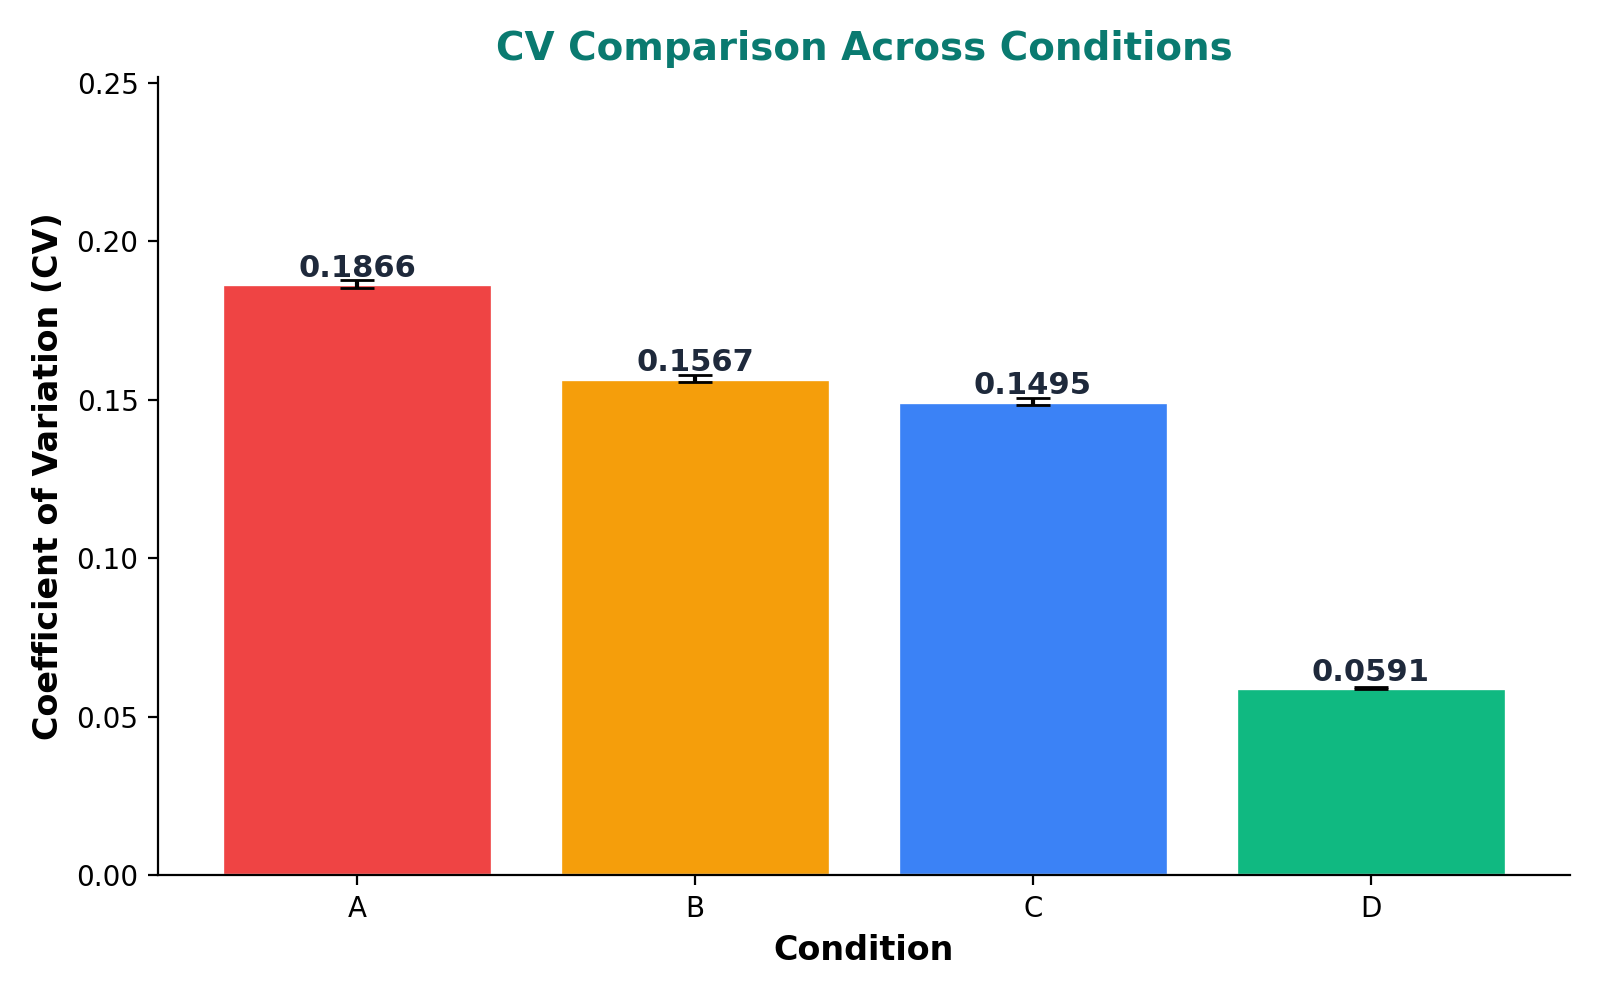 CV Comparison Across Conditions
Coefficient of Variation (CV)
0.25
0.20
0.15
0.10
0.05
0.00
0.1866
0.1567
0.1495
0.0591
A
B
C
D
Condition